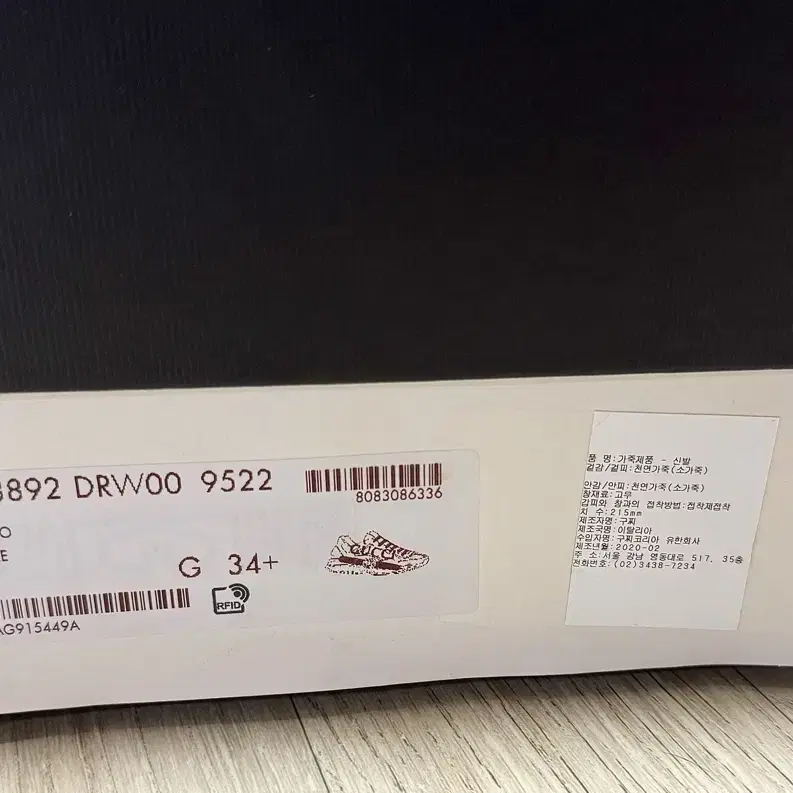 892 DRW00 9522
8083086336
O
E
G 34+
RFID
AG915449A
GUCCI
품 명:가죽제품 - 신발
겉감/겉피:천연가죽(소가죽)
안감/안피:천연가죽(소가죽)
창재료:고무
갑피와 창과의 접착방법:접착제접착
치 수:215mm
제조자명:구찌
제조국명:이탈리아
수입자명:구찌코리아 유한회사
제조년월:2020-02
주 소:서울 강남 영동대로 517, 35층
전화번호:(02)3438-7234